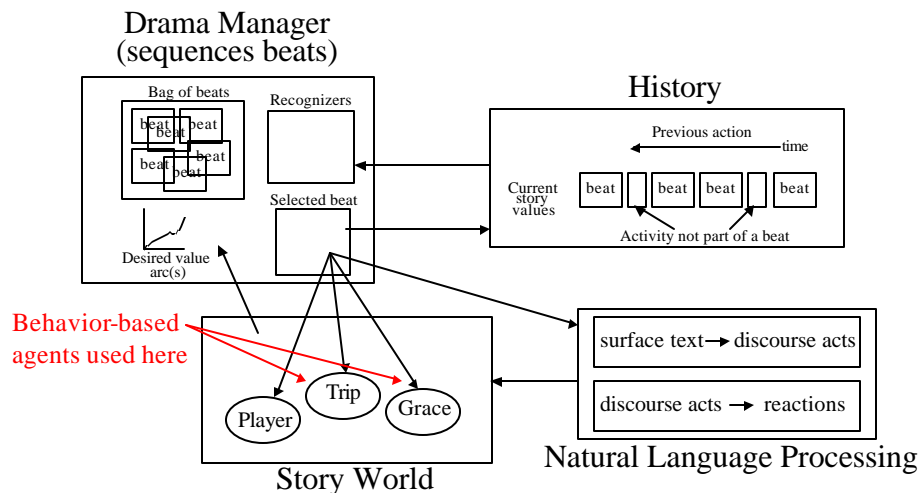 Drama Manager
(sequences beats)
Bag of beats
beat
beat
beat
beat
beat
beat
Recognizers
Selected beat
Desired value
arc(s)
History
Previous action
time
Current
story
values
beat
beat
beat
beat
Activity not part of a beat
Behavior-based
agents used here
Player
Trip
Grace
Story World
surface text discourse acts
discourse acts reactions
Natural Language Processing